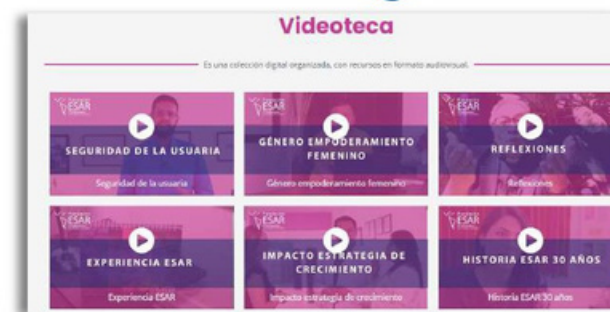 Videoteca
Es una colección digital organizada, con recursos en formato audiovisual.
ESAR
SEGURIDAD DE LA USUARIA
Seguridad de la usuaria
ESAR
GÉNERO EMPODERAMIENTO
FEMENINO
Género empoderamiento femenino
ESAR
REFLEXIONES
Reflexiones
ESAR
EXPERIENCIA ESAR
Experiencia ESAR
ESAR
IMPACTO ESTRATEGIA DE
CRECIMIENTO
Impacto estrategia de crecimiento
ESAR
HISTORIA ESAR 30 AÑOS
Historia ESAR 30 años